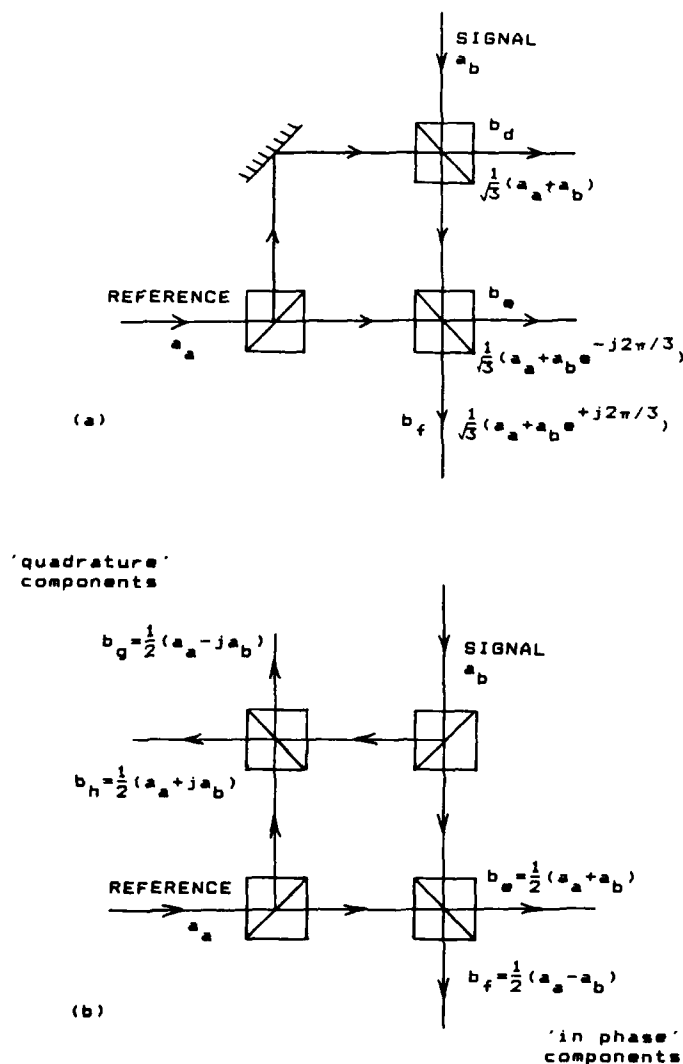 SIGNAL
a_b
b_d
1/√3 (a_a+a_b)
REFERENCE
a_a
b_e
1/√3 (a_a+a_b e^-j2π/3)
b_f 1/√3 (a_a+a_b e^+j2π/3)
(a)
'quadrature'
components
b_g=1/2(a_a-ja_b)
SIGNAL
a_b
b_h=1/2(a_a+ja_b)
REFERENCE
a_a
b_e=1/2(a_a+a_b)
b_f=1/2(a_a-a_b)
(b)
'in phase'
components